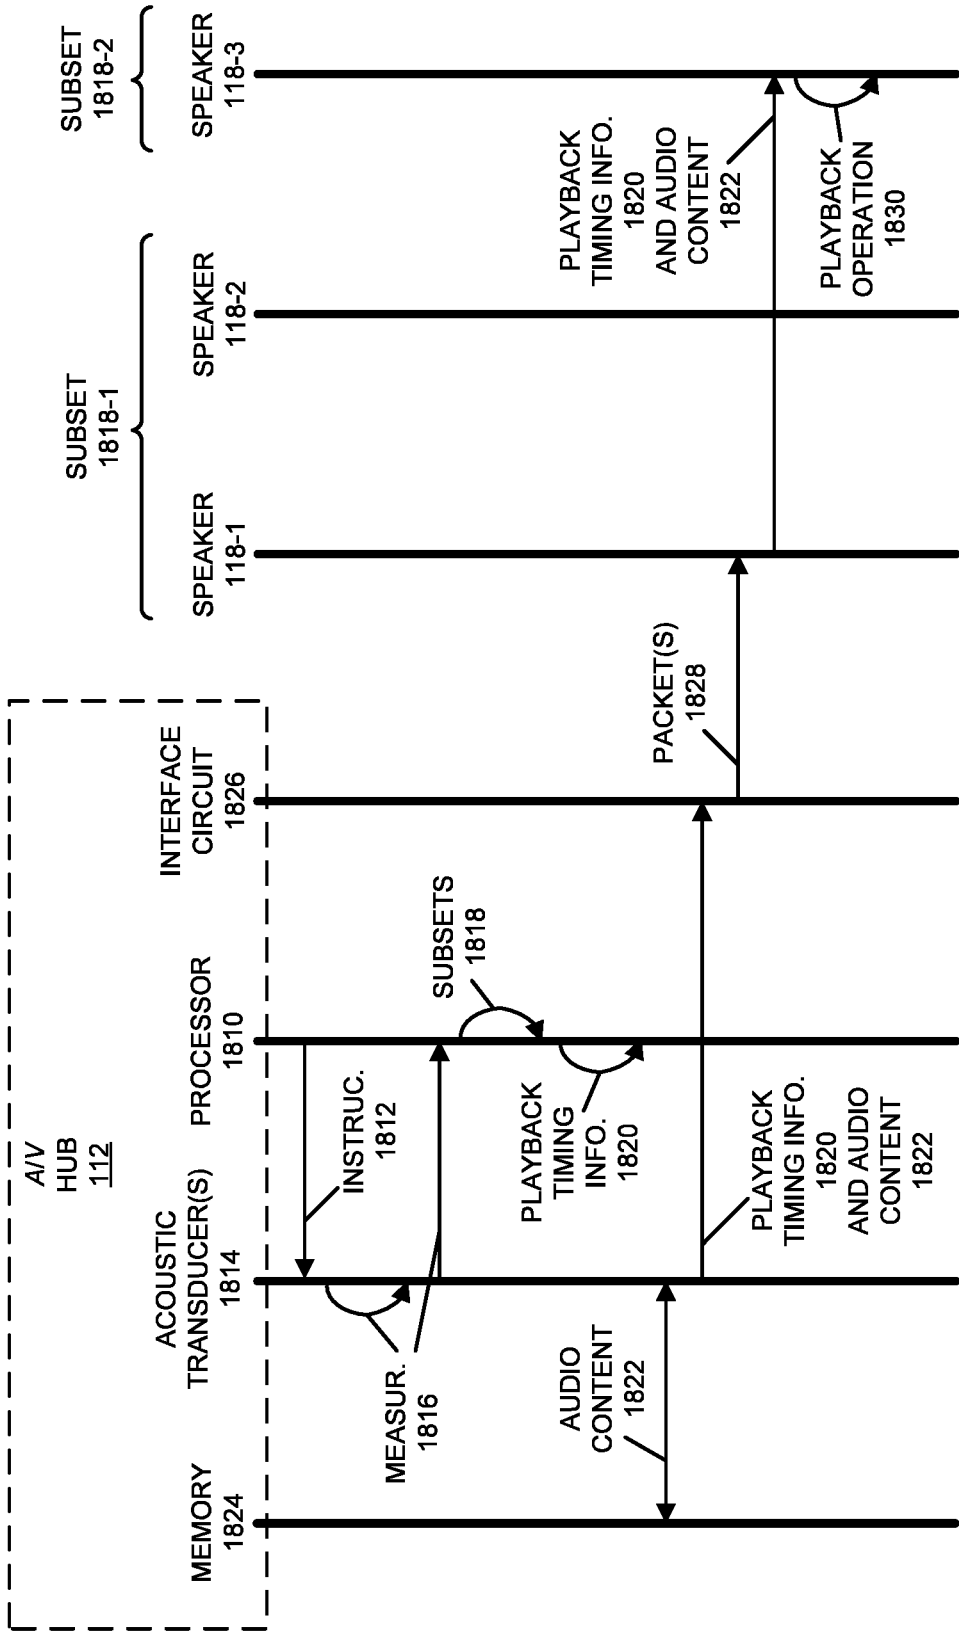 A/V
HUB
112
MEMORY
1824
ACOUSTIC
TRANSDUCER(S)
1814
PROCESSOR
1810
INTERFACE
CIRCUIT
1826
SUBSET
1818-1
SPEAKER
118-1
SPEAKER
118-2
SUBSET
1818-2
SPEAKER
118-3
INSTRUC.
1812
MEASUR.
1816
SUBSETS
1818
PLAYBACK
TIMING
INFO.
1820
AUDIO
CONTENT
1822
PLAYBACK
TIMING INFO.
1820
AND AUDIO
CONTENT
1822
PACKET(S)
1828
PLAYBACK
TIMING INFO.
1820
AND AUDIO
CONTENT
1822
PLAYBACK
OPERATION
1830